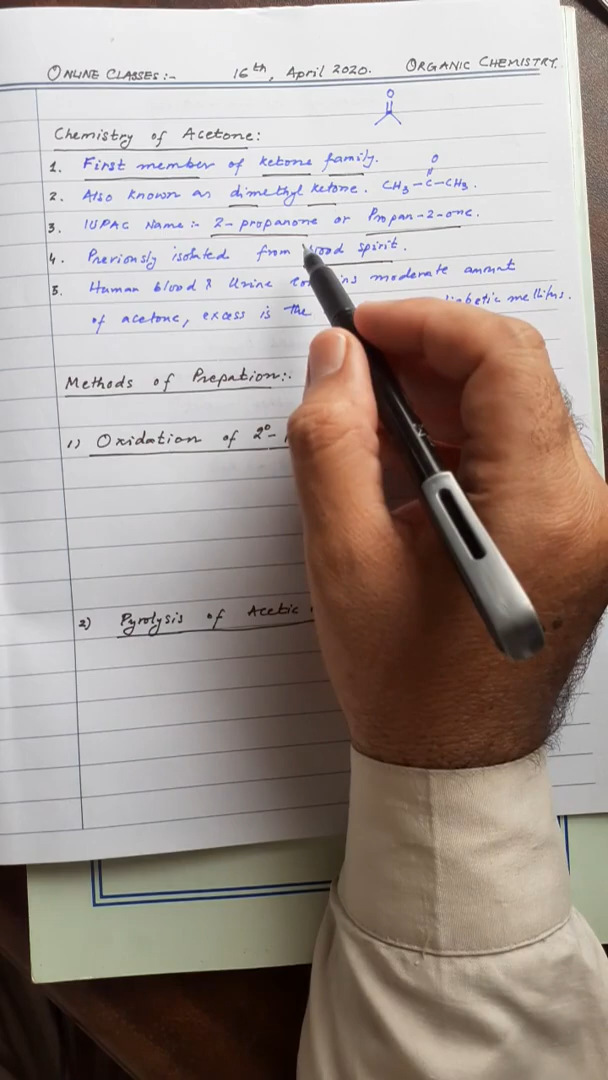 ONLINE CLASSES:- 16th, April 2020. ORGANIC CHEMISTRY.
O
Chemistry of Acetone:
1. First member of ketone family.
O
2. Also known as dimethyl ketone. CH3-C-CH3.
3. IUPAC Name:- 2-propanone or Propan-2-one.
4. Previously isolated from wood spirit.
5. Human blood & Urine moderate
of acetone, excess is the mellitus.
Methods of Prepation:-
1) Oxidation of 2°-
2) Pyrolysis of Acetic